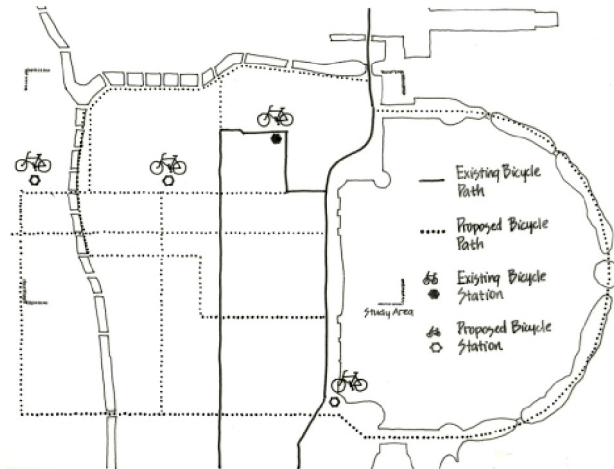 Existing Bicycle
Path
Proposed Bicycle
Path
Existing Bicycle
Station
Study Area
Proposed Bicycle
Station